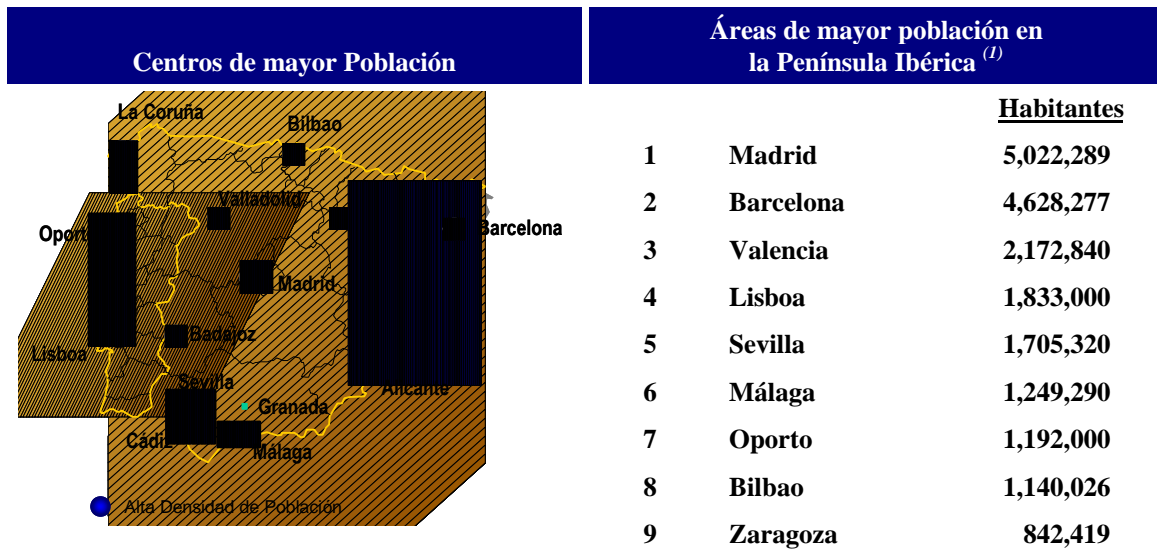 Centros de mayor Población
Áreas de mayor población en
la Península Ibérica (1)
La Coruña
Bilbao
Valladolid
Oport
Barcelona
Madrid
Badajoz
Lisboa
Sevilla
Alicante
Granada
Cádiz
Málaga
Alta Densidad de Población
Habitantes
1 Madrid 5,022,289
2 Barcelona 4,628,277
3 Valencia 2,172,840
4 Lisboa 1,833,000
5 Sevilla 1,705,320
6 Málaga 1,249,290
7 Oporto 1,192,000
8 Bilbao 1,140,026
9 Zaragoza 842,419